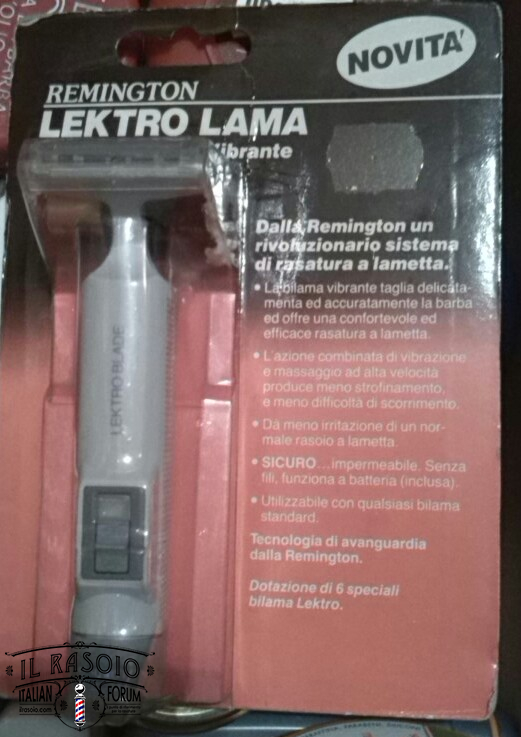 NOVITA'
REMINGTON
LEKTRO LAMA
Vibrante
Dalla Remington un
rivoluzionario sistema
di rasatura a lametta.
• La bilama vibrante taglia delicata-
menta ed accuratamente la barba
ed offre una confortevole ed
efficace rasatura a lametta.
• L'azione combinata di vibrazione
e massaggio ad alta velocità
produce meno strofinamento,
e meno difficoltà di scorrimento.
• Dà meno irritazione di un nor-
male rasoio a lametta.
• SICURO...impermeabile. Senza
fili, funziona a batteria (inclusa).
• Utilizzabile con qualsiasi bilama
standard.
Tecnologia di avanguardia
dalla Remington.
Dotazione di 6 speciali
bilama Lektro.
LEKTRO BLADE
IL RASOIO
ITALIAN FORUM
ilrasoio.com